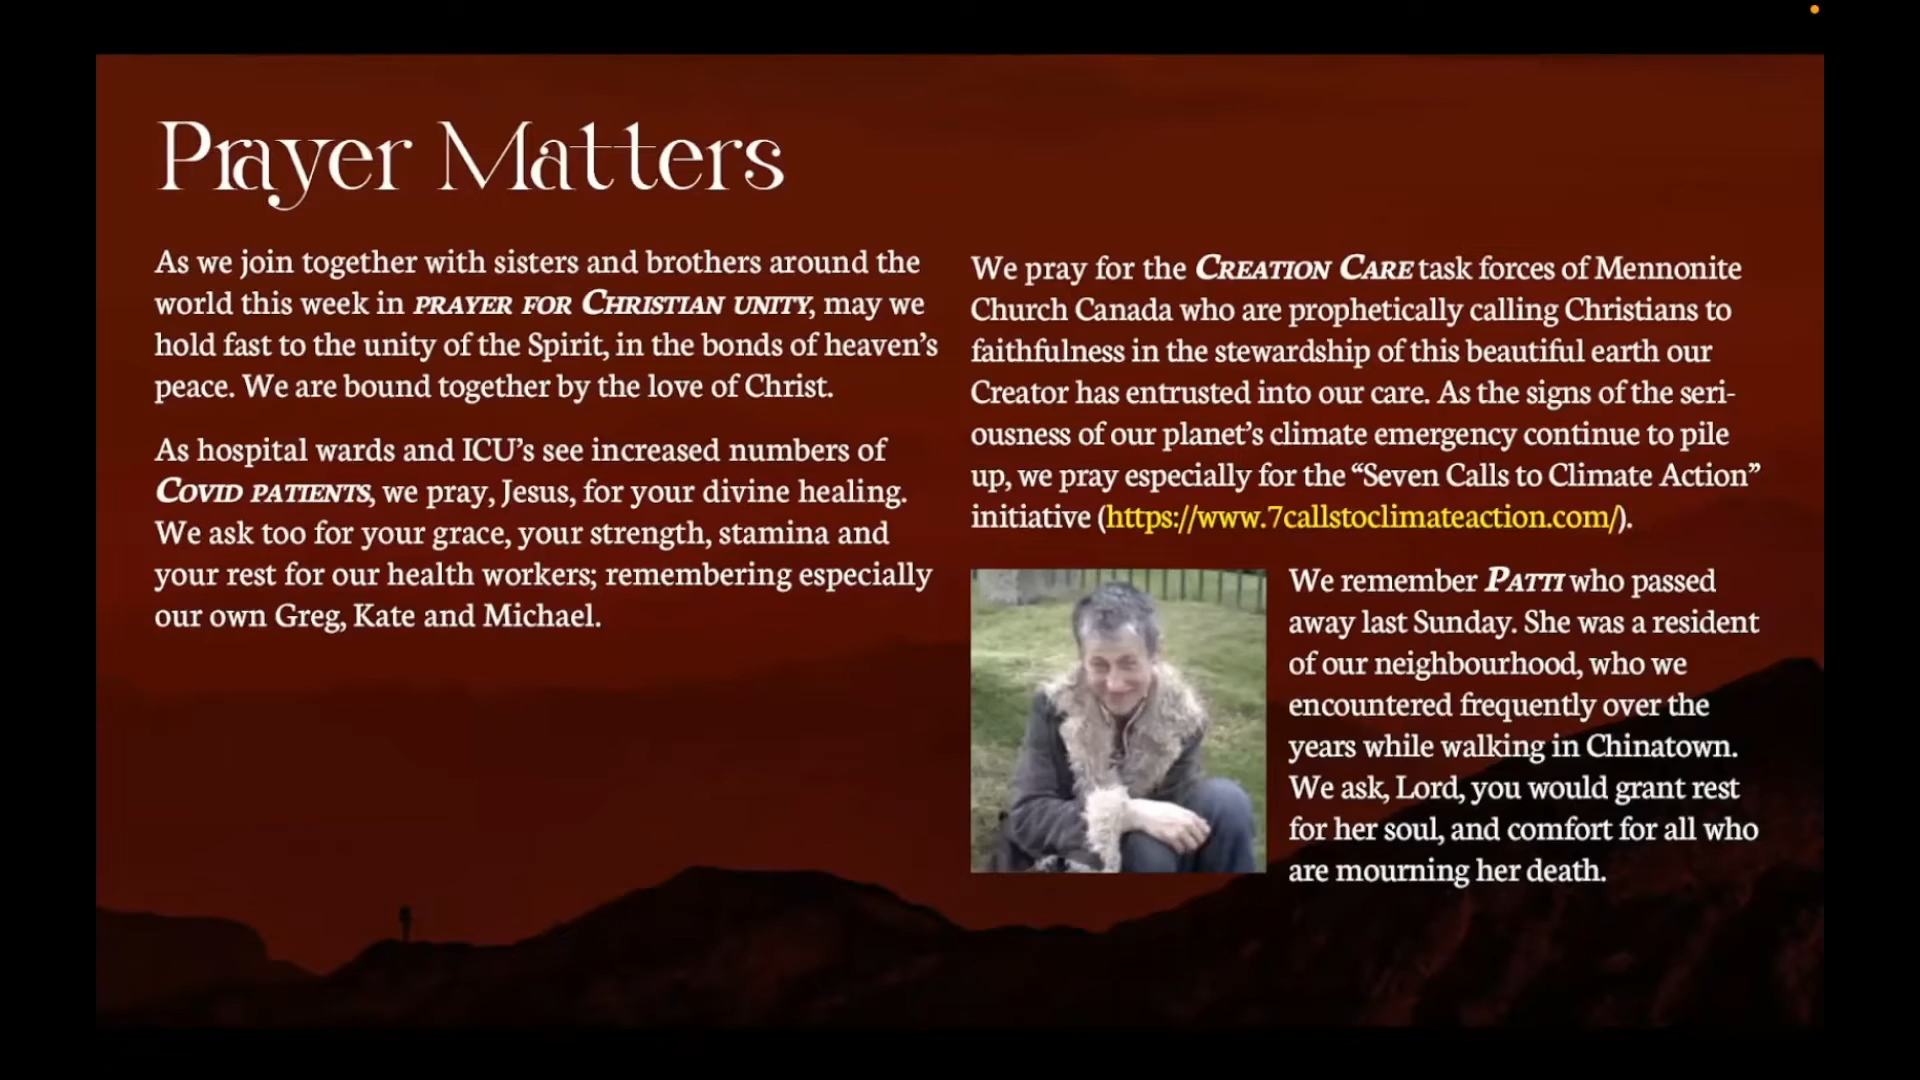 Prayer Matters
As we join together with sisters and brothers around the
world this week in PRAYER FOR CHRISTIAN UNITY, may we
hold fast to the unity of the Spirit, in the bonds of heaven’s
peace. We are bound together by the love of Christ.
As hospital wards and ICU’s see increased numbers of
COVID PATIENTS, we pray, Jesus, for your divine healing.
We ask too for your grace, your strength, stamina and
your rest for our health workers; remembering especially
our own Greg, Kate and Michael.
We pray for the CREATION CARE task forces of Mennonite
Church Canada who are prophetically calling Christians to
faithfulness in the stewardship of this beautiful earth our
Creator has entrusted into our care. As the signs of the seri-
ousness of our planet’s climate emergency continue to pile
up, we pray especially for the “Seven Calls to Climate Action”
initiative (https://www.7callstoclimateaction.com/).
We remember PATTI who passed
away last Sunday. She was a resident
of our neighbourhood, who we
encountered frequently over the
years while walking in Chinatown.
We ask, Lord, you would grant rest
for her soul, and comfort for all who
are mourning her death.